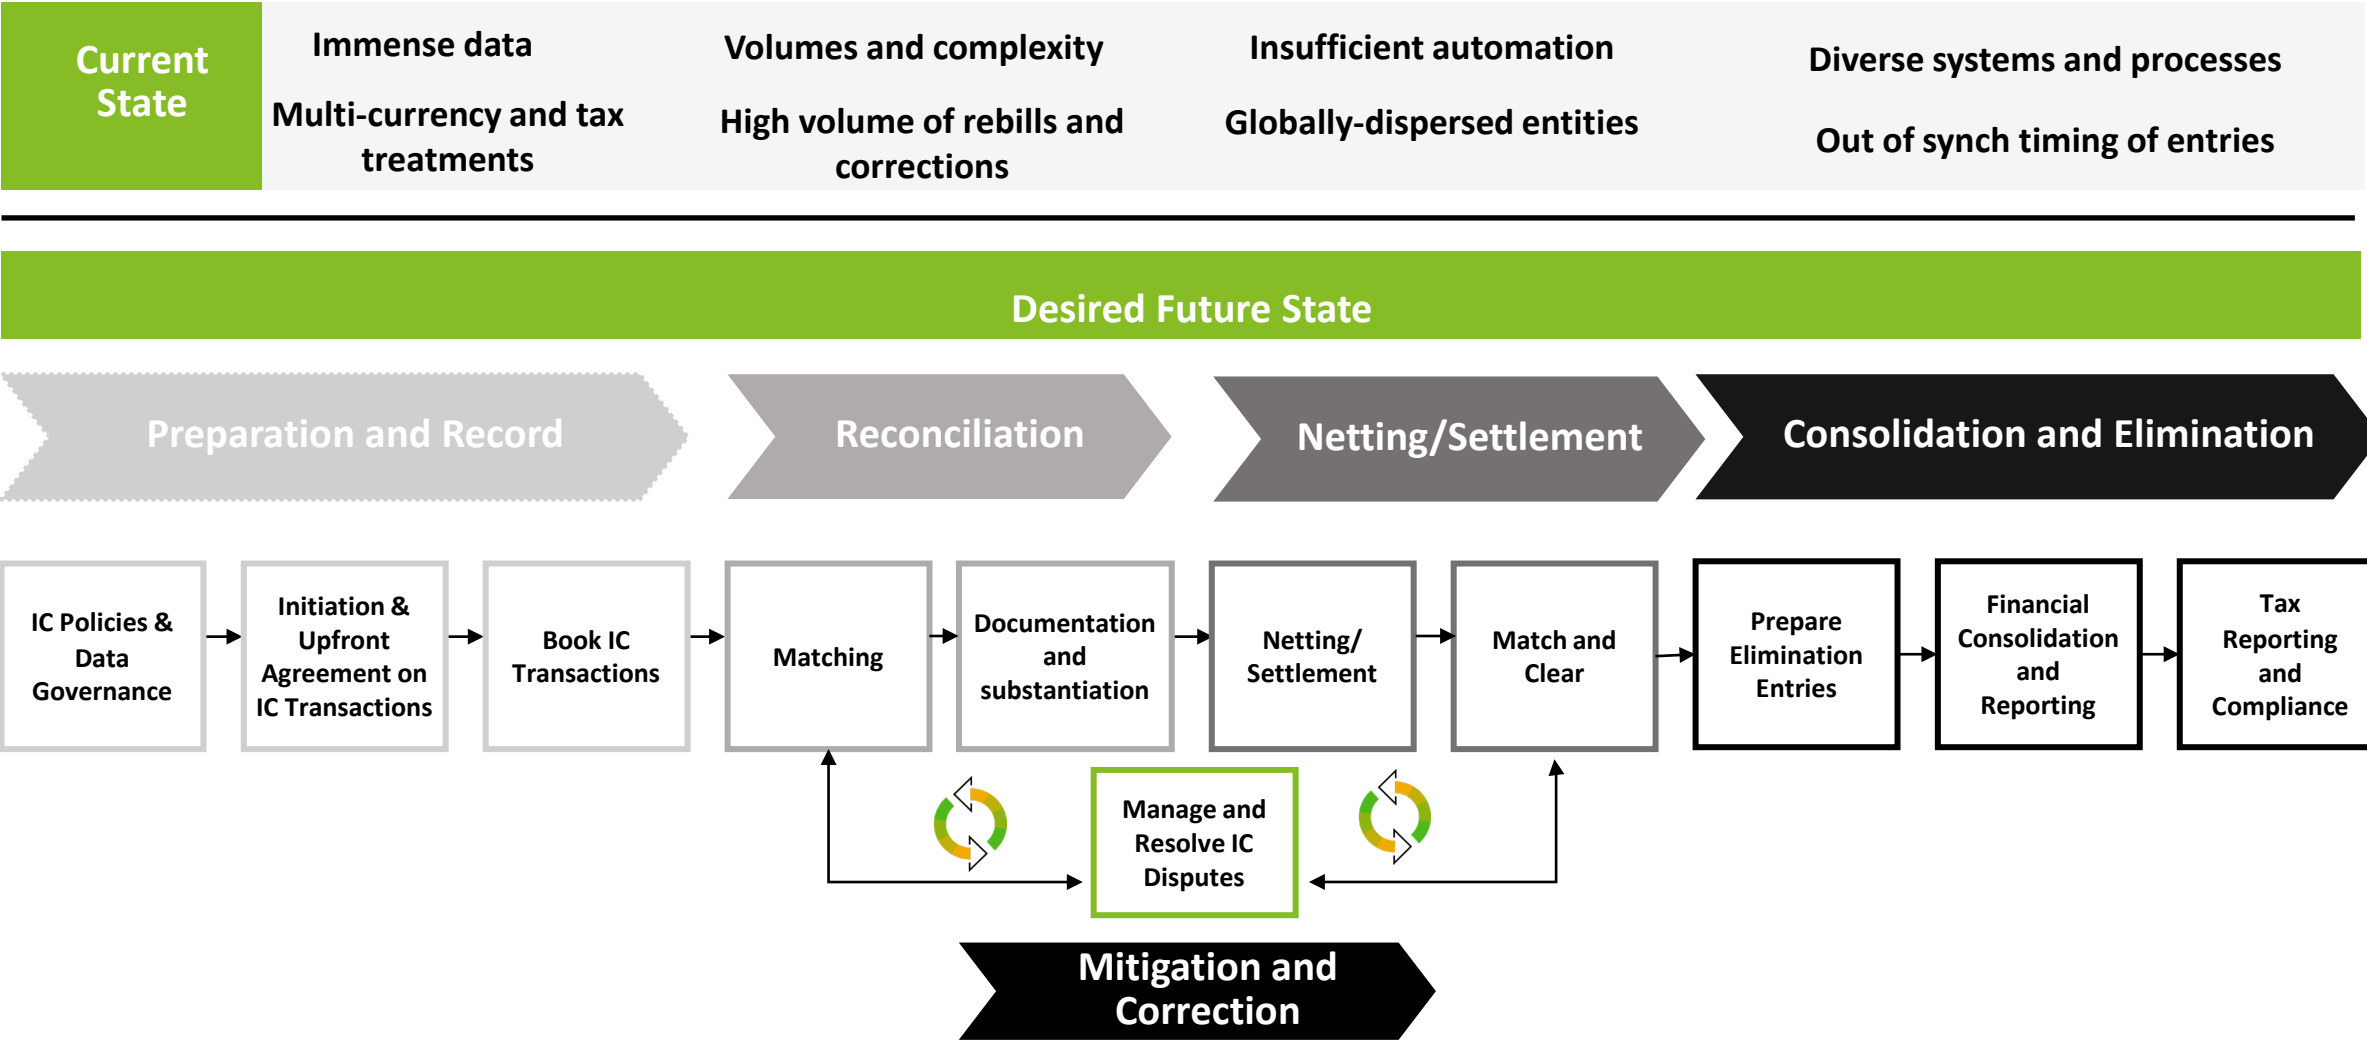 Current
State
Immense data
Volumes and complexity
Insufficient automation
Diverse systems and processes
Multi-currency and tax
treatments
High volume of rebills and
corrections
Globally-dispersed entities
Out of synch timing of entries
Desired Future State
Preparation and Record
Reconciliation
Netting/Settlement
Consolidation and Elimination
IC Policies &
Data
Governance
Initiation &
Upfront
Agreement on
IC Transactions
Book IC
Transactions
Matching
Documentation
and
substantiation
Netting/
Settlement
Match and
Clear
Prepare
Elimination
Entries
Financial
Consolidation
and
Reporting
Tax
Reporting
and
Compliance
Manage and
Resolve IC
Disputes
Mitigation and
Correction